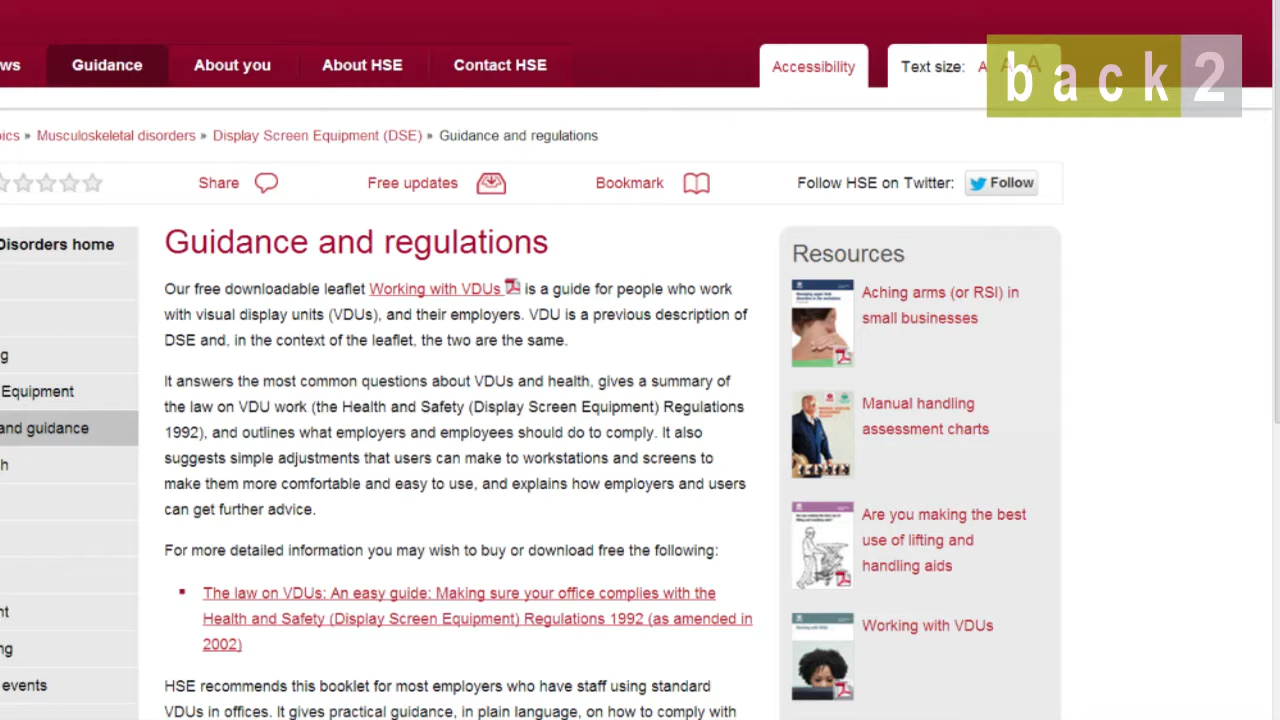 ws Guidance About you About HSE Contact HSE Accessibility Text size: A A A
back2
ics » Musculoskeletal disorders » Display Screen Equipment (DSE) » Guidance and regulations
Share Free updates Bookmark Follow HSE on Twitter: Follow
Disorders home
g
Equipment
and guidance
h
nt
ng
events
Guidance and regulations
Our free downloadable leaflet Working with VDUs is a guide for people who work
with visual display units (VDUs), and their employers. VDU is a previous description of
DSE and, in the context of the leaflet, the two are the same.
It answers the most common questions about VDUs and health, gives a summary of
the law on VDU work (the Health and Safety (Display Screen Equipment) Regulations
1992), and outlines what employers and employees should do to comply. It also
suggests simple adjustments that users can make to workstations and screens to
make them more comfortable and easy to use, and explains how employers and users
can get further advice.
For more detailed information you may wish to buy or download free the following:
The law on VDUs: An easy guide: Making sure your office complies with the
Health and Safety (Display Screen Equipment) Regulations 1992 (as amended in
2002)
HSE recommends this booklet for most employers who have staff using standard
VDUs in offices. It gives practical guidance, in plain language, on how to comply with
Resources
Aching arms (or RSI) in
small businesses
Manual handling
assessment charts
Are you making the best
use of lifting and
handling aids
Working with VDUs